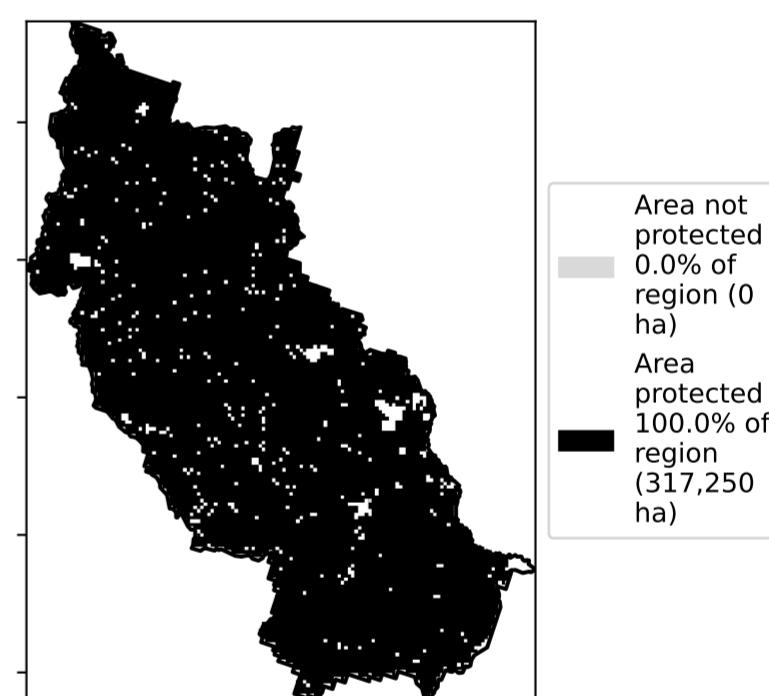 Area not
protected
0.0% of
region (0
ha)
Area
protected
100.0% of
region
(317,250
ha)